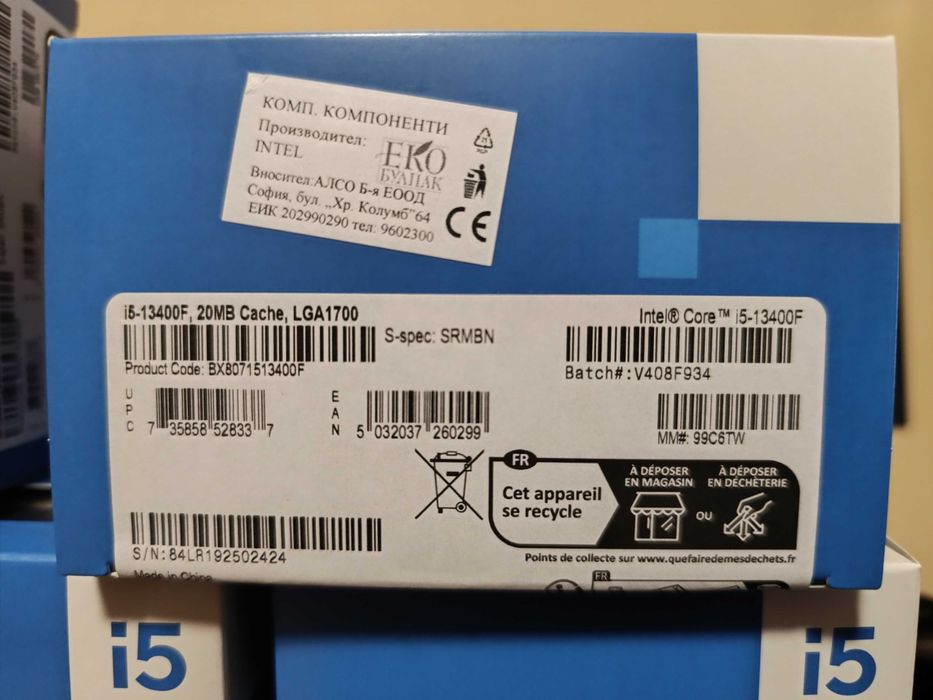 КОМП. КОМПОНЕНТИ
Производител:
INTEL
ЕКО
БУЛПАК
Вносител:АЛСО Б-я ЕООД
София, бул. „Хр. Колумб"64
ЕИК 202990290 тел: 9602300
CE
i5-13400F, 20MB Cache, LGA1700
S-spec: SRMBN
Product Code: BX8071513400F
Intel® Core™ i5-13400F
Batch#:V408F934
UPC
7 35858 52833 7
EAN
5 032037 260299
MM#: 99C6TW
FR
Cet appareil
se recycle
À DÉPOSER
EN MAGASIN
OU
À DÉPOSER
EN DÉCHÈTERIE
Points de collecte sur www.quefairedemesdechets.fr
S/N:84LR192502424
Made in China
FR
i5
i5